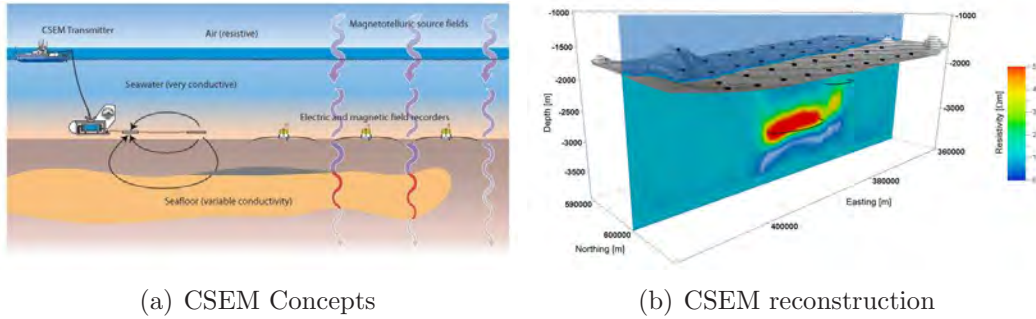 CSEM Transmitter
Magnetotelluric source fields
Air (resistive)
Seawater (very conductive)
Electric and magnetic field recorders
Seafloor (variable conductivity)
(a) CSEM Concepts
-1000
-1500
-2000
-2500
-3000
-3500
Depth [m]
590000
600000
Northing [m]
400000
380000
360000
Easting [m]
-1000
-2000
-3000
Resistivity [Ωm]
(b) CSEM reconstruction